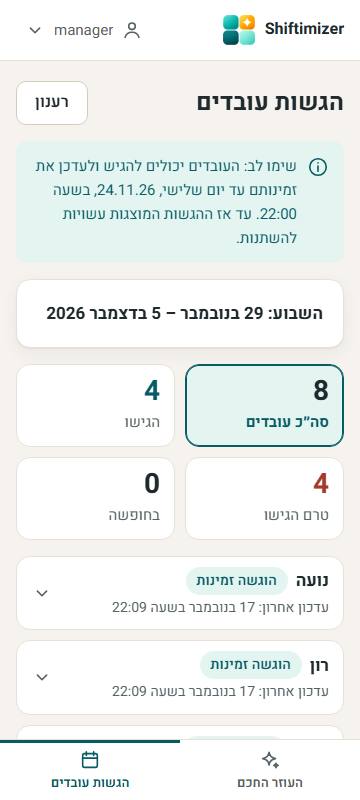 Shiftimizer
manager
הגשות עובדים
רענון
שימו לב: העובדים יכולים להגיש ולעדכן את
זמינותם עד יום שלישי, 24.11.26, בשעה
22:00. עד אז ההגשות המוצגות עשויות
להשתנות.
השבוע: 29 בנובמבר – 5 בדצמבר 2026
8
סה״כ עובדים
4
הגישו
4
טרם הגישו
0
בחופשה
נועה הוגשה זמינות
עדכון אחרון: 17 בנובמבר בשעה 22:09
רון הוגשה זמינות
עדכון אחרון: 17 בנובמבר בשעה 22:09
העוזר החכם
הגשות עובדים